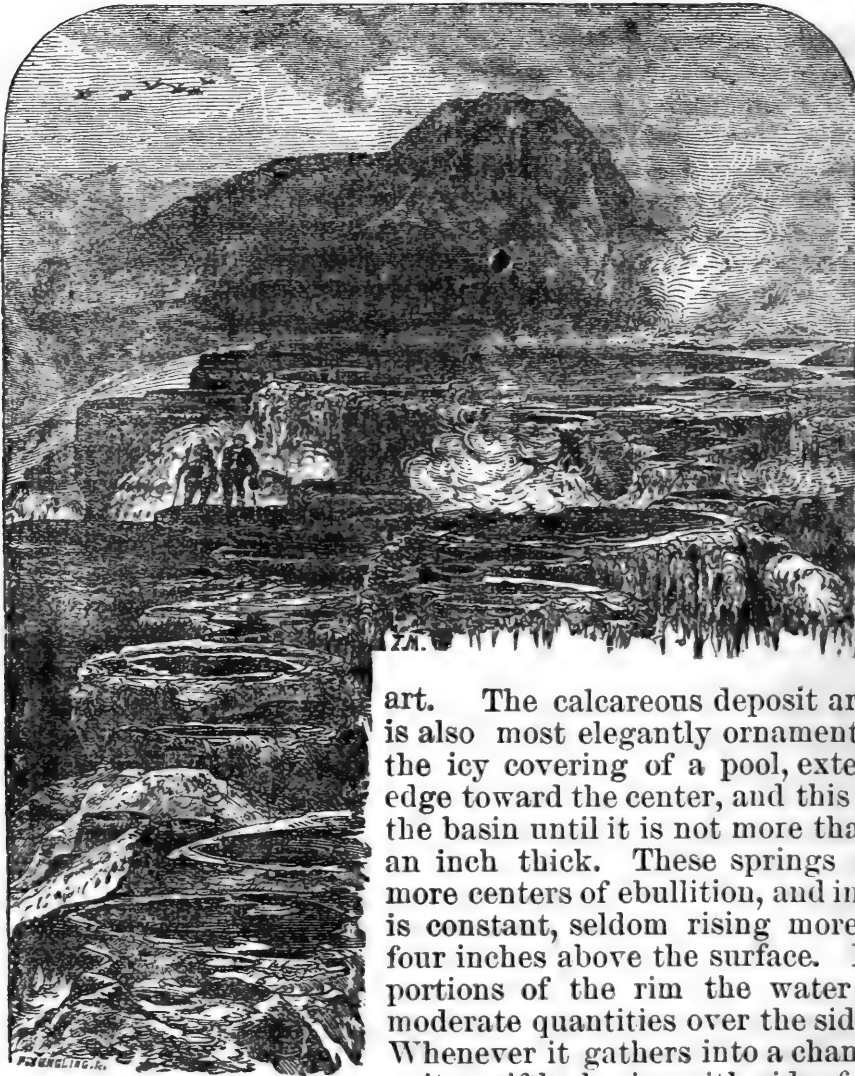 Z.M.
art. The calcareous deposit ar
is also most elegantly ornament
the icy covering of a pool, exte
edge toward the center, and this
the basin until it is not more tha
an inch thick. These springs
more centers of ebullition, and in
is constant, seldom rising more
four inches above the surface.
portions of the rim the water
moderate quantities over the sid
Whenever it gathers into a chan